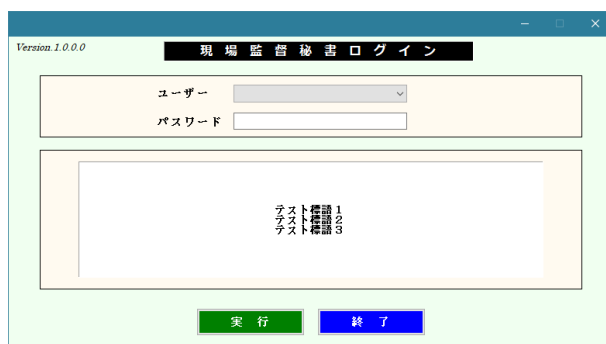 Version.1.0.0.0
現場監督秘書ログイン
ユーザー
パスワード
テスト標語１
テスト標語２
テスト標語３
実 行
終 了